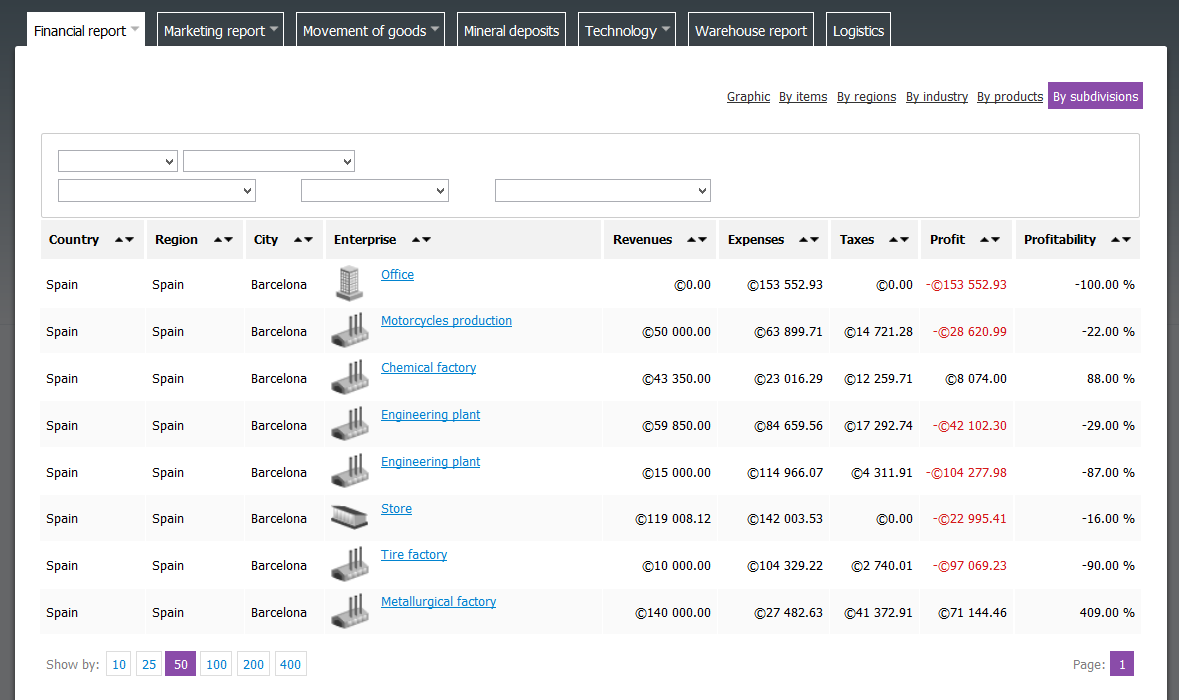 Financial report Marketing report Movement of goods Mineral deposits Technology Warehouse report Logistics
Graphic By items By regions By industry By products By subdivisions
Country Region City Enterprise Revenues Expenses Taxes Profit Profitability
Spain Spain Barcelona Office ©0.00 ©153 552.93 ©0.00 -©153 552.93 -100.00 %
Spain Spain Barcelona Motorcycles production ©50 000.00 ©63 899.71 ©14 721.28 -©28 620.99 -22.00 %
Spain Spain Barcelona Chemical factory ©43 350.00 ©23 016.29 ©12 259.71 ©8 074.00 88.00 %
Spain Spain Barcelona Engineering plant ©59 850.00 ©84 659.56 ©17 292.74 -©42 102.30 -29.00 %
Spain Spain Barcelona Engineering plant ©15 000.00 ©114 966.07 ©4 311.91 -©104 277.98 -87.00 %
Spain Spain Barcelona Store ©119 008.12 ©142 003.53 ©0.00 -©22 995.41 -16.00 %
Spain Spain Barcelona Tire factory ©10 000.00 ©104 329.22 ©2 740.01 -©97 069.23 -90.00 %
Spain Spain Barcelona Metallurgical factory ©140 000.00 ©27 482.63 ©41 372.91 ©71 144.46 409.00 %
Show by: 10 25 50 100 200 400 Page: 1